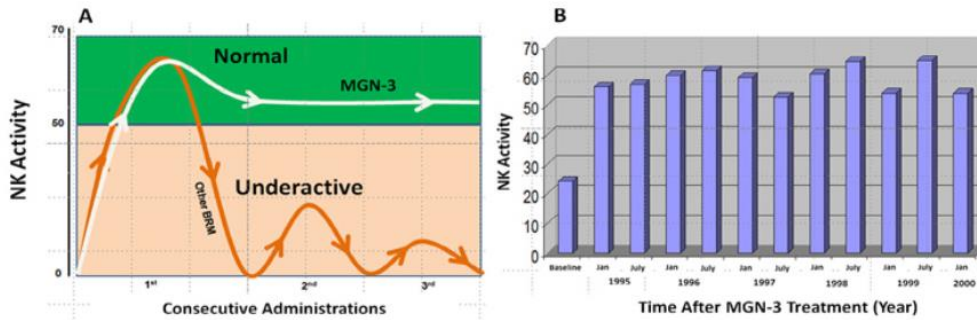 A
70
Normal
MGN-3
50
NK Activity
Underactive
Other BRM
0
1st
2nd
3rd
Consecutive Administrations
B
70
60
50
40
30
20
10
0
NK Activity
Baseline Jan July Jan July Jan July Jan July Jan July Jan
1995 1996 1997 1998 1999 2000
Time After MGN-3 Treatment (Year)